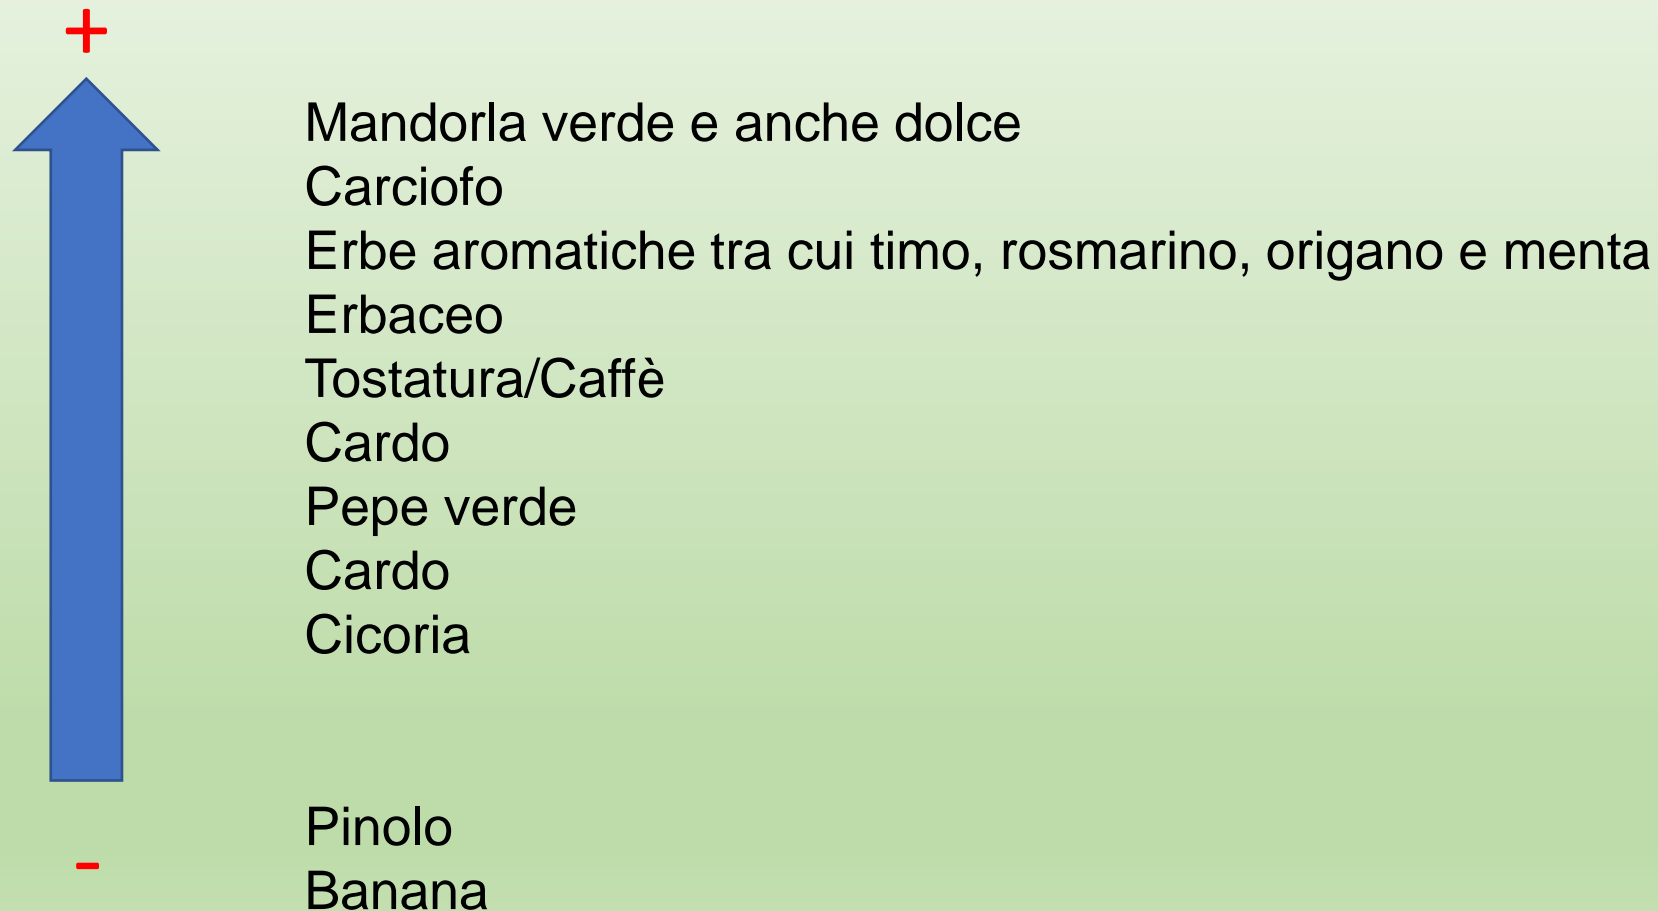 +
Mandorla verde e anche dolce
Carciofo
Erbe aromatiche tra cui timo, rosmarino, origano e menta
Erbaceo
Tostatura/Caffè
Cardo
Pepe verde
Cardo
Cicoria
Pinolo
-
Banana